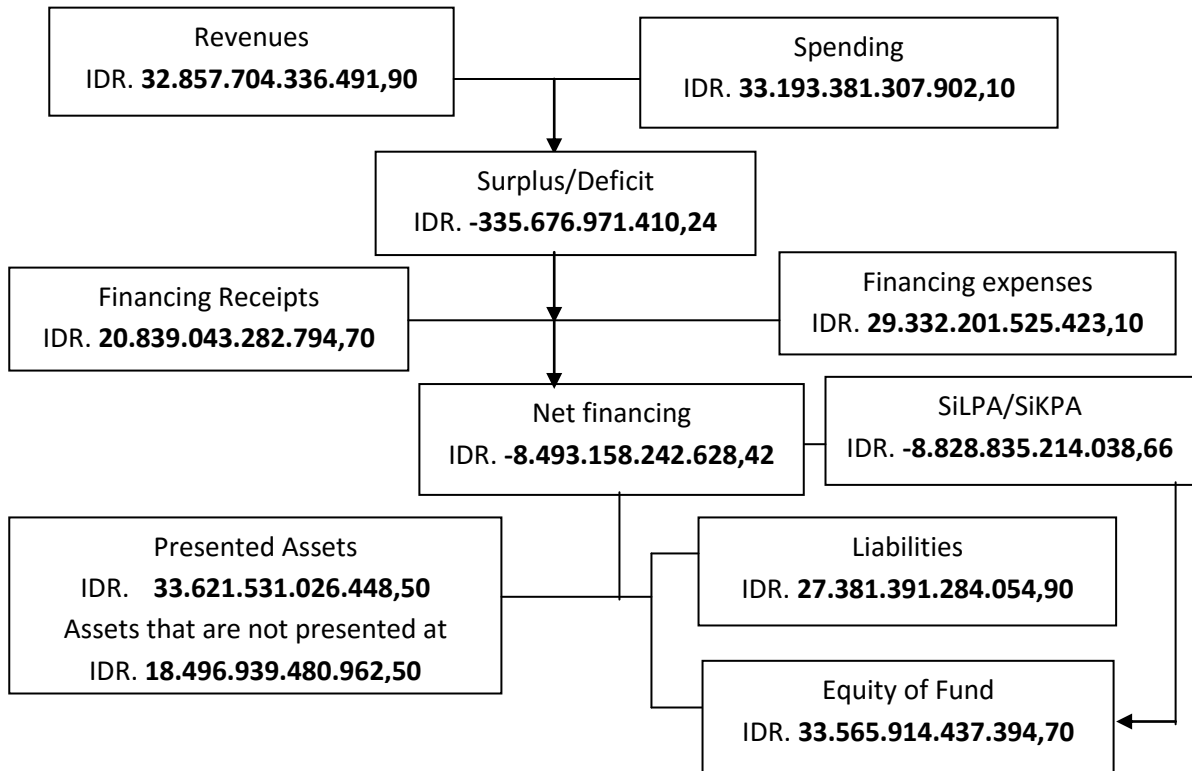 Revenues
IDR. 32.857.704.336.491,90
Spending
IDR. 33.193.381.307.902,10
Surplus/Deficit
IDR. -335.676.971.410,24
Financing Receipts
IDR. 20.839.043.282.794,70
Financing expenses
IDR. 29.332.201.525.423,10
Net financing
IDR. -8.493.158.242.628,42
SiLPA/SiKPA
IDR. -8.828.835.214.038,66
Presented Assets
IDR. 33.621.531.026.448,50
Assets that are not presented at
IDR. 18.496.939.480.962,50
Liabilities
IDR. 27.381.391.284.054,90
Equity of Fund
IDR. 33.565.914.437.394,70